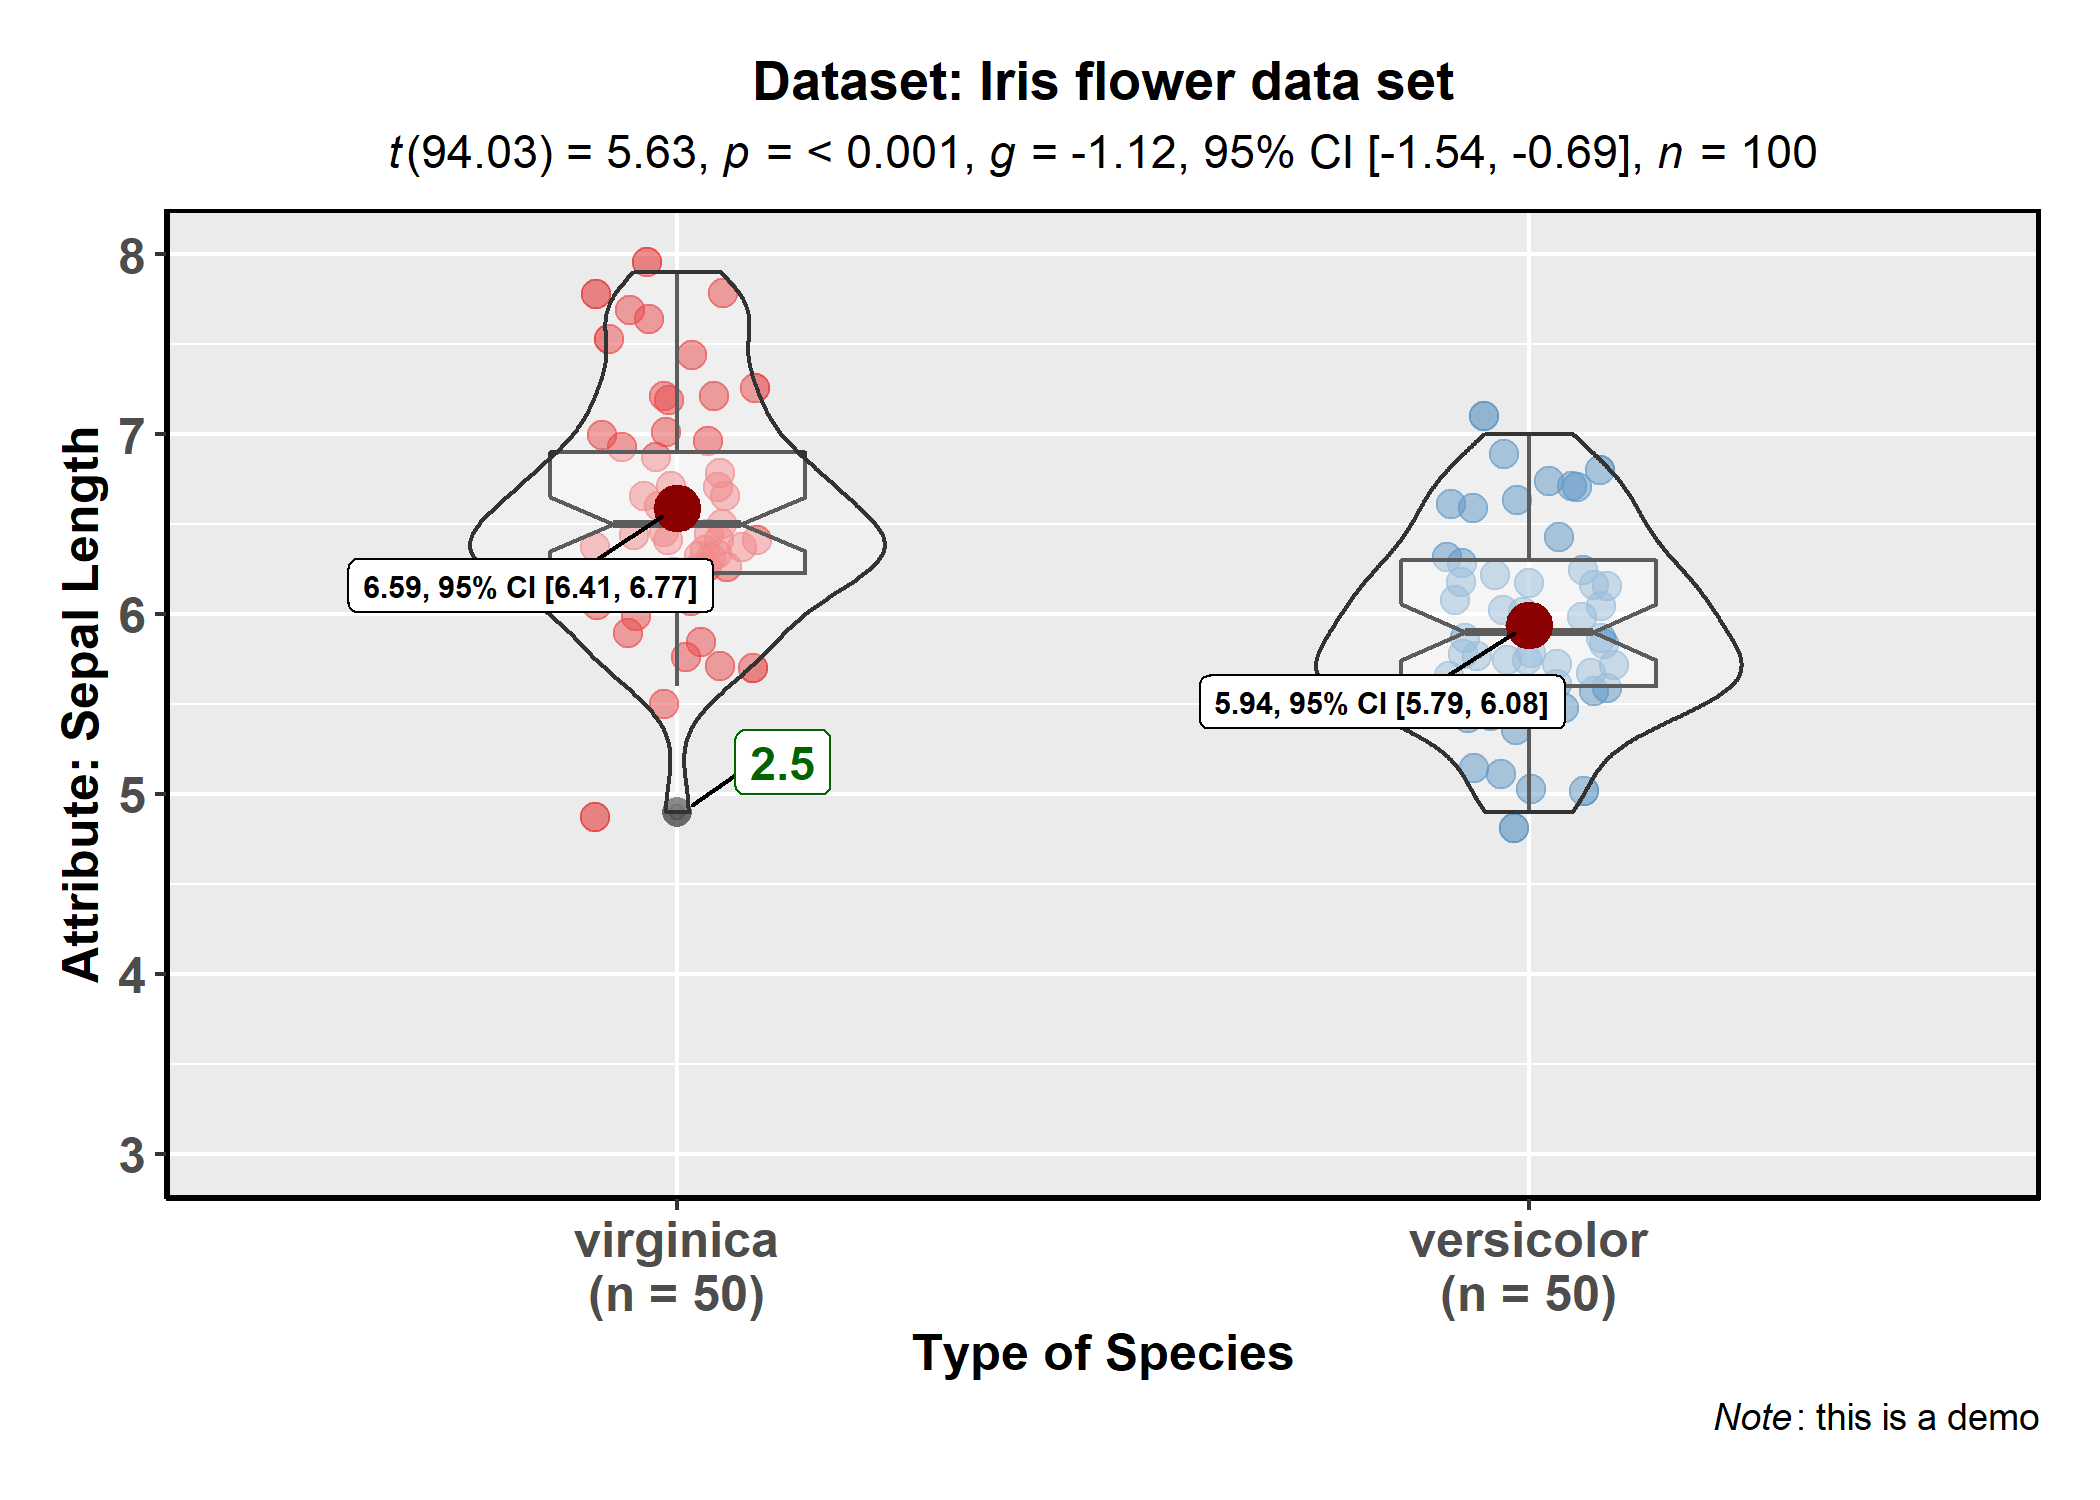 Dataset: Iris flower data set
t(94.03) = 5.63, p = < 0.001, g = -1.12, 95% CI [-1.54, -0.69], n = 100
Attribute: Sepal Length
8
7
6
5
4
3
6.59, 95% CI [6.41, 6.77]
2.5
5.94, 95% CI [5.79, 6.08]
virginica
(n = 50)
versicolor
(n = 50)
Type of Species
Note: this is a demo